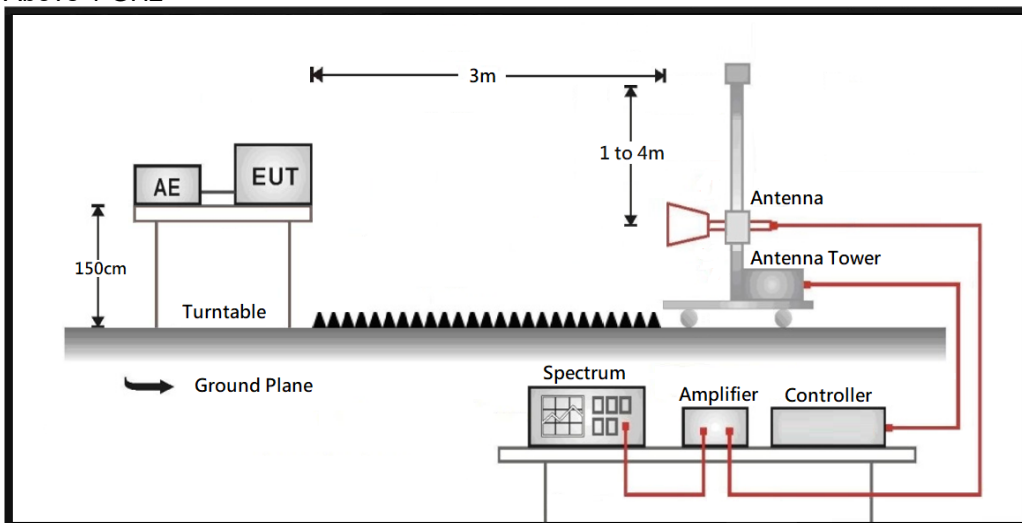 3m
1 to 4m
AE
EUT
Antenna
150cm
Antenna Tower
Turntable
Ground Plane
Spectrum
Amplifier
Controller